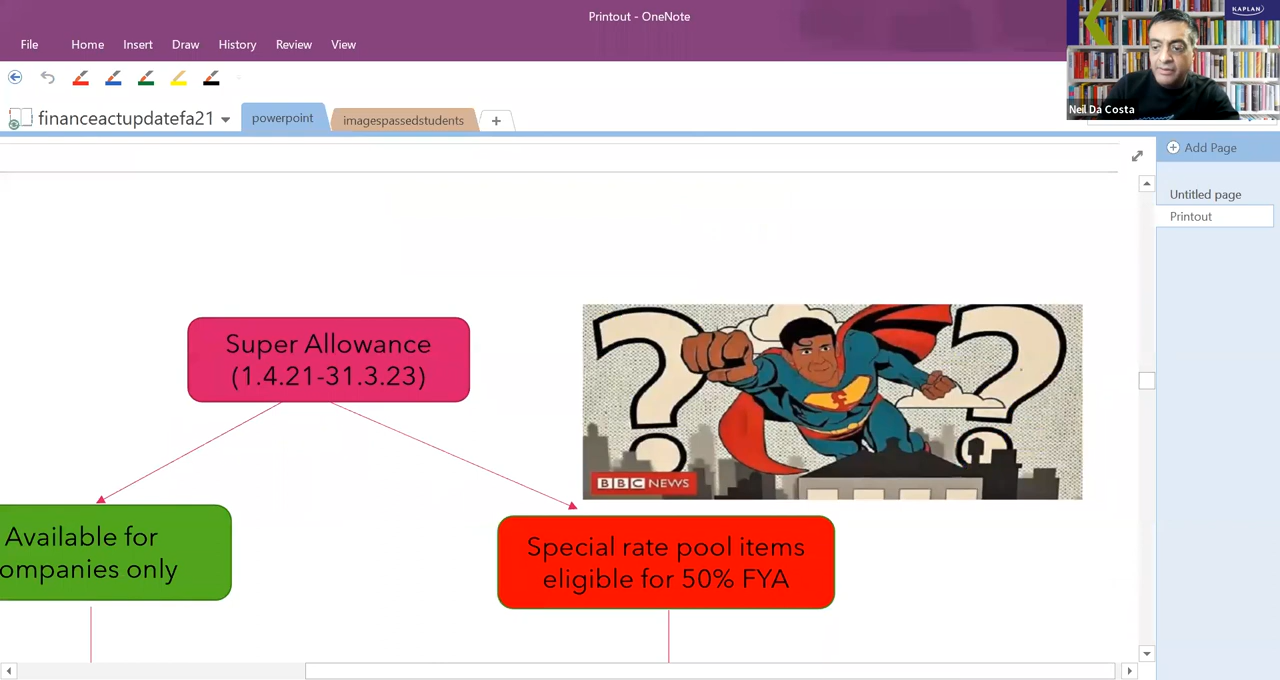 Printout - OneNote
KAPLAN
File Home Insert Draw History Review View
Neil Da Costa
financeactupdatefa21 powerpoint imagespassedstudents +
Add Page
Untitled page
Printout
Super Allowance
(1.4.21-31.3.23)
? ?
£
BBC NEWS
Available for
ompanies only
Special rate pool items
eligible for 50% FYA